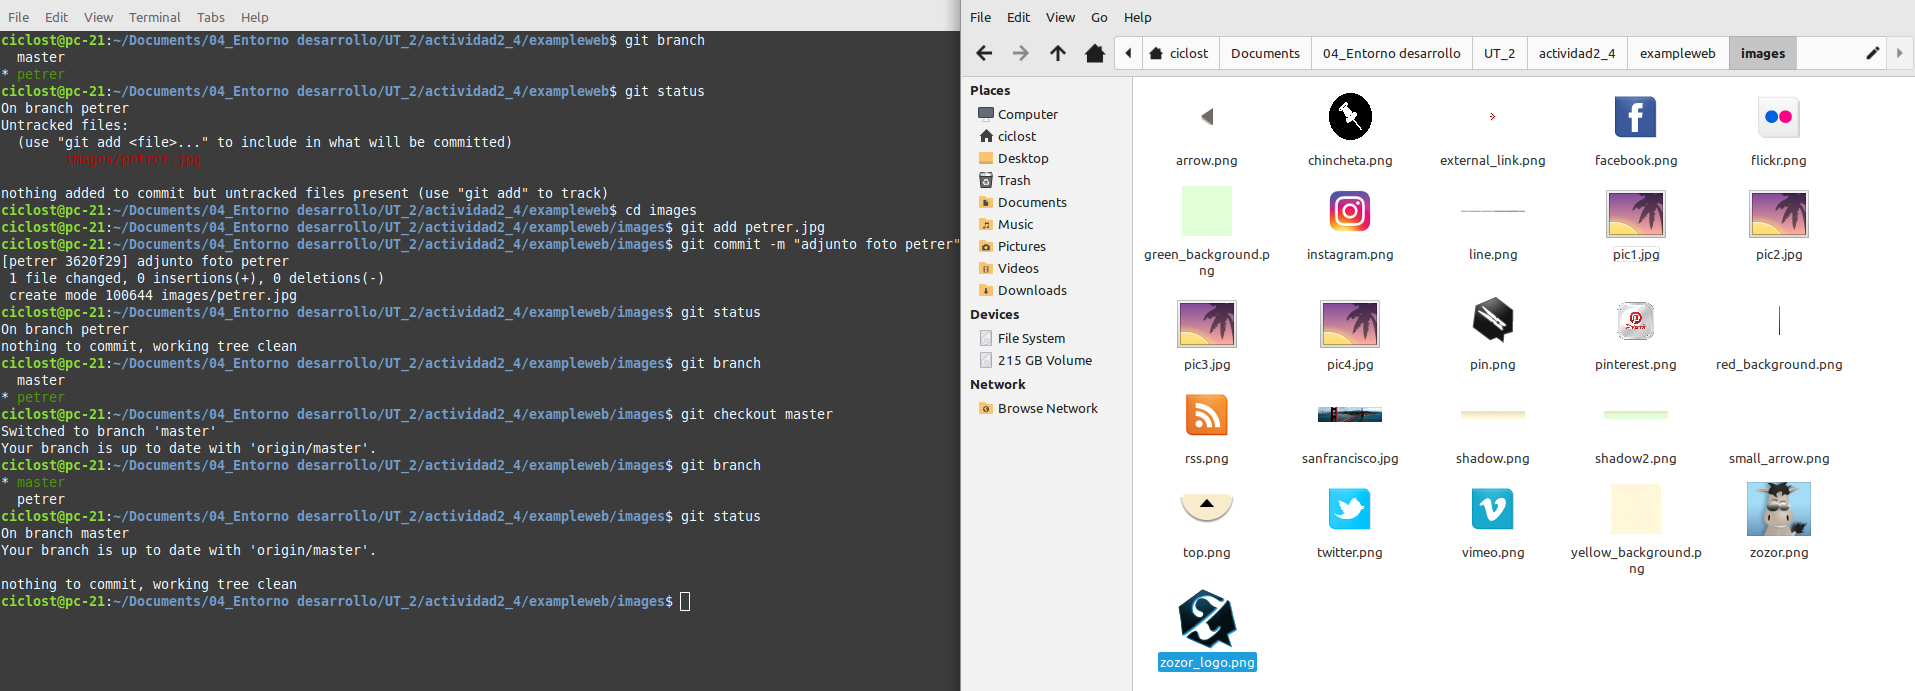 File Edit View Terminal Tabs Help
ciclost@pc-21:~/Documents/04_Entorno desarrollo/UT_2/actividad2_4/exampleweb$ git branch
  master
* petrer
ciclost@pc-21:~/Documents/04_Entorno desarrollo/UT_2/actividad2_4/exampleweb$ git status
On branch petrer
Untracked files:
  (use "git add <file>..." to include in what will be committed)
        images/petrer.jpg
nothing added to commit but untracked files present (use "git add" to track)
ciclost@pc-21:~/Documents/04_Entorno desarrollo/UT_2/actividad2_4/exampleweb$ cd images
ciclost@pc-21:~/Documents/04_Entorno desarrollo/UT_2/actividad2_4/exampleweb/images$ git add petrer.jpg
ciclost@pc-21:~/Documents/04_Entorno desarrollo/UT_2/actividad2_4/exampleweb/images$ git commit -m "adjunto foto petrer"
[petrer 3620f29] adjunto foto petrer
 1 file changed, 0 insertions(+), 0 deletions(-)
 create mode 100644 images/petrer.jpg
ciclost@pc-21:~/Documents/04_Entorno desarrollo/UT_2/actividad2_4/exampleweb/images$ git status
On branch petrer
nothing to commit, working tree clean
ciclost@pc-21:~/Documents/04_Entorno desarrollo/UT_2/actividad2_4/exampleweb/images$ git branch
  master
* petrer
ciclost@pc-21:~/Documents/04_Entorno desarrollo/UT_2/actividad2_4/exampleweb/images$ git checkout master
Switched to branch 'master'
Your branch is up to date with 'origin/master'.
ciclost@pc-21:~/Documents/04_Entorno desarrollo/UT_2/actividad2_4/exampleweb/images$ git branch
* master
  petrer
ciclost@pc-21:~/Documents/04_Entorno desarrollo/UT_2/actividad2_4/exampleweb/images$ git status
On branch master
Your branch is up to date with 'origin/master'.
nothing to commit, working tree clean
ciclost@pc-21:~/Documents/04_Entorno desarrollo/UT_2/actividad2_4/exampleweb/images$
File Edit View Go Help
ciclost Documents 04_Entorno desarrollo UT_2 actividad2_4 exampleweb images
Places
Computer
ciclost
Desktop
Trash
Documents
Music
Pictures
Videos
Downloads
Devices
File System
215 GB Volume
Network
Browse Network
arrow.png chincheta.png external_link.png facebook.png flickr.png
green_background.p
ng
instagram.png line.png pic1.jpg pic2.jpg
pic3.jpg pic4.jpg pin.png pinterest.png red_background.png
rss.png sanfrancisco.jpg shadow.png shadow2.png small_arrow.png
top.png twitter.png vimeo.png
yellow_background.p
ng
zozor.png
zozor_logo.png